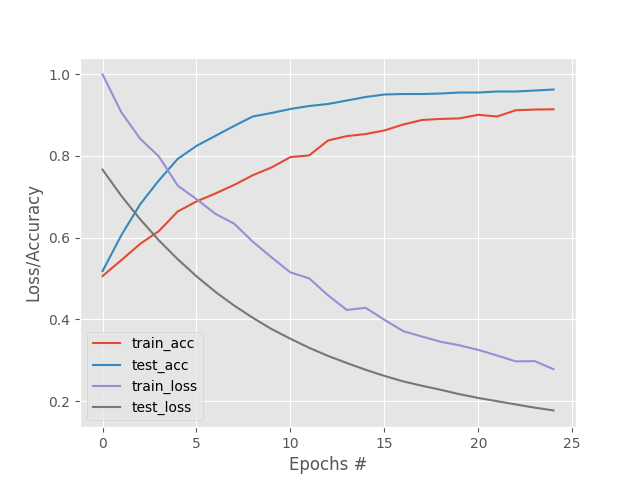 1.0
0.8
0.6
0.4
0.2
Loss/Accuracy
train_acc
test_acc
train_loss
test_loss
0 5 10 15 20 25
Epochs #